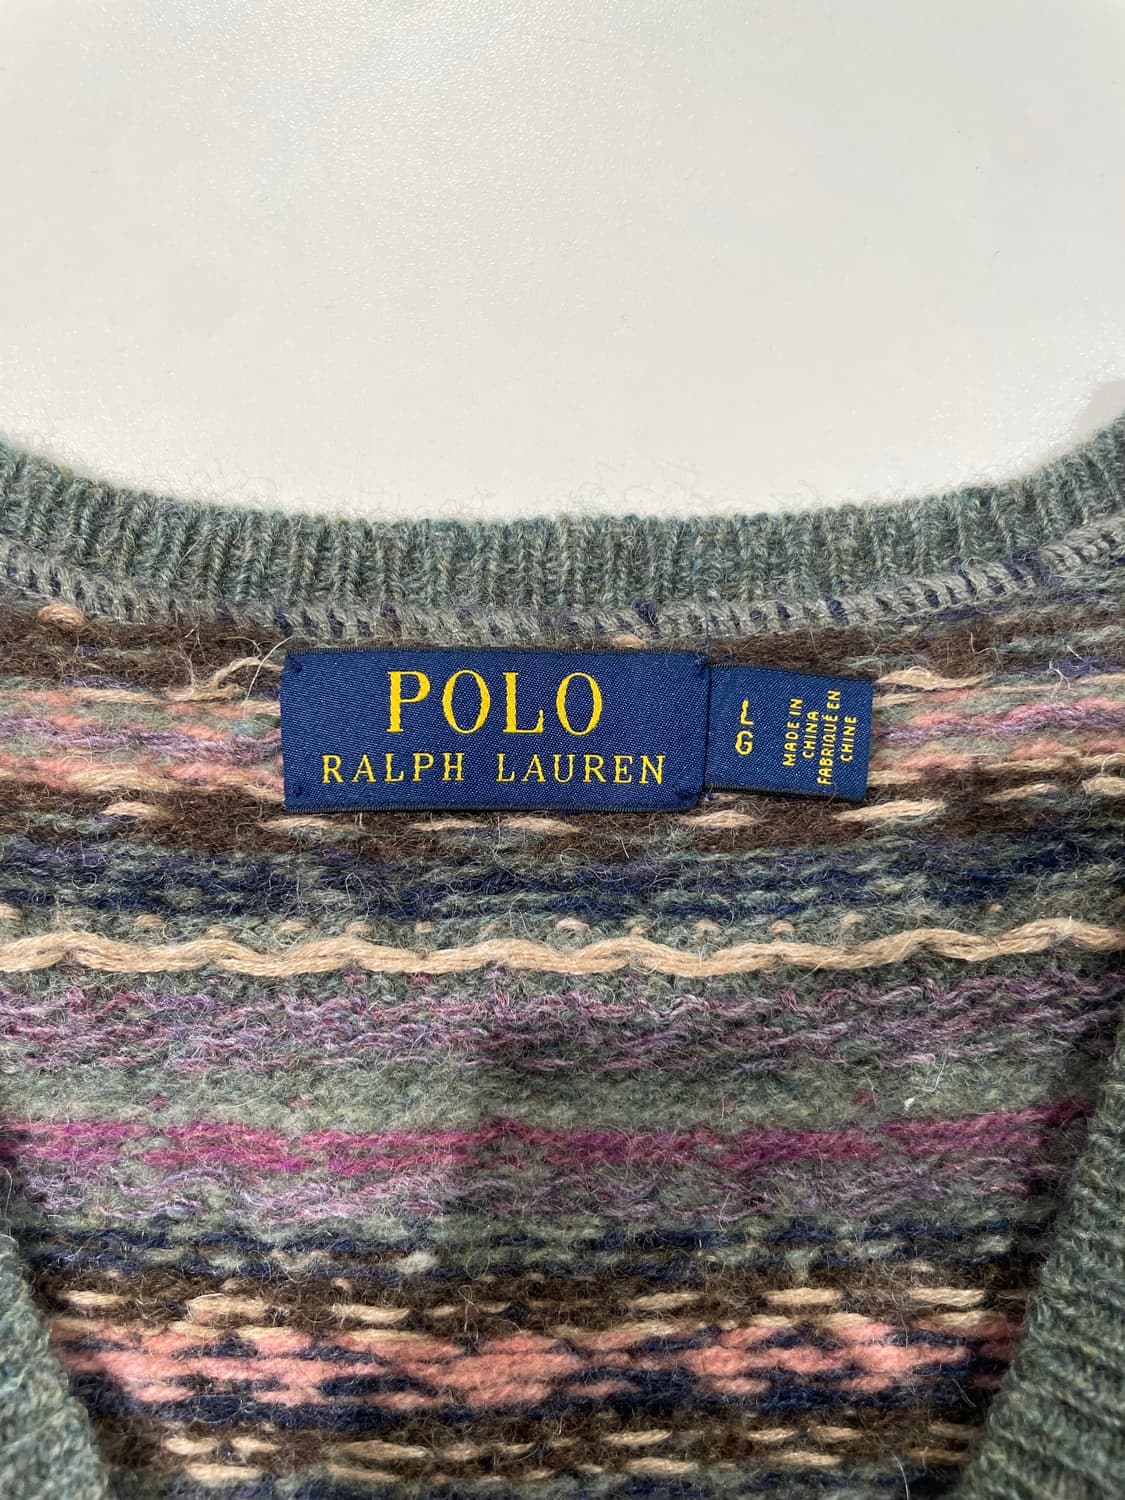 POLO
RALPH LAUREN
L
G
MADE IN
CHINA
FABRIQUÉ EN
CHINE